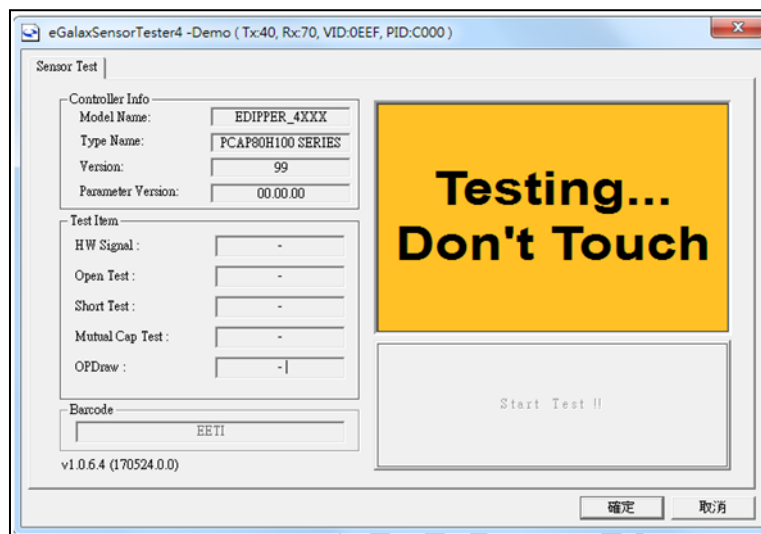 eGalaxSensorTester4 -Demo ( Tx:40, Rx:70, VID:0EEF, PID:C000 )
Sensor Test
Controller Info
Model Name: EDIPPER_4XXX
Type Name: PCAP80H100 SERIES
Version: 99
Parameter Version: 00.00.00
Test Item
HW Signal : -
Open Test : -
Short Test : -
Mutual Cap Test : -
OPDraw : -
Barcode
EETI
v1.0.6.4 (170524.0.0)
Testing...
Don't Touch
Start Test !!
確定
取消